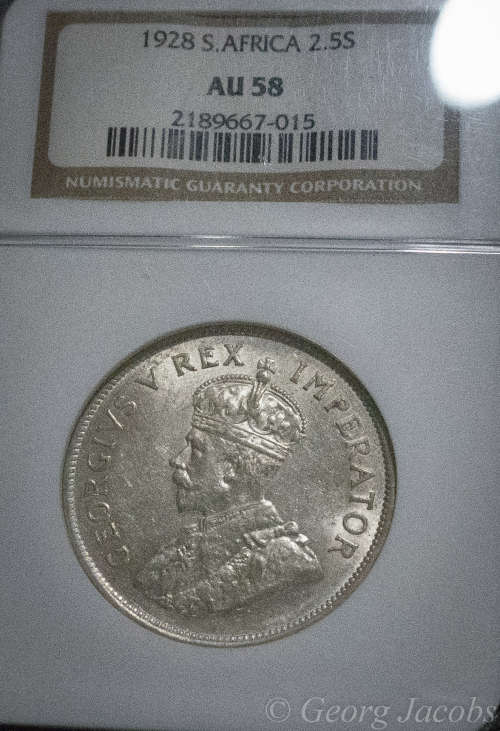 1928 S.AFRICA 2.5S
AU 58
2189667-015
NUMISMATIC GUARANTY CORPORATION
GEORGIVS V REX IMPERATOR
© Georg Jacobs